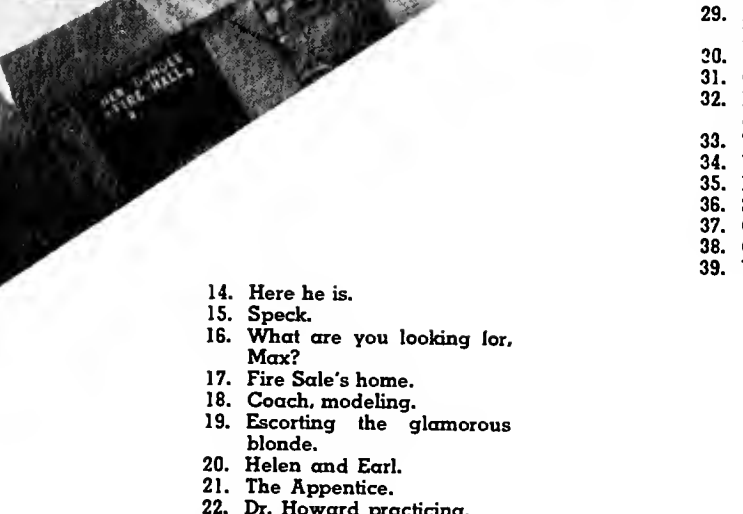 FIRE HALL,
14. Here he is.
15. Speck.
16. What are you looking for,
Max?
17. Fire Sale's home.
18. Coach, modeling.
19. Escorting the glamorous
blonde.
20. Helen and Earl.
21. The Appentice.
22. Dr. Howard practicing.
29.
30.
31.
32.
33.
34.
35.
36.
37.
38.
39.